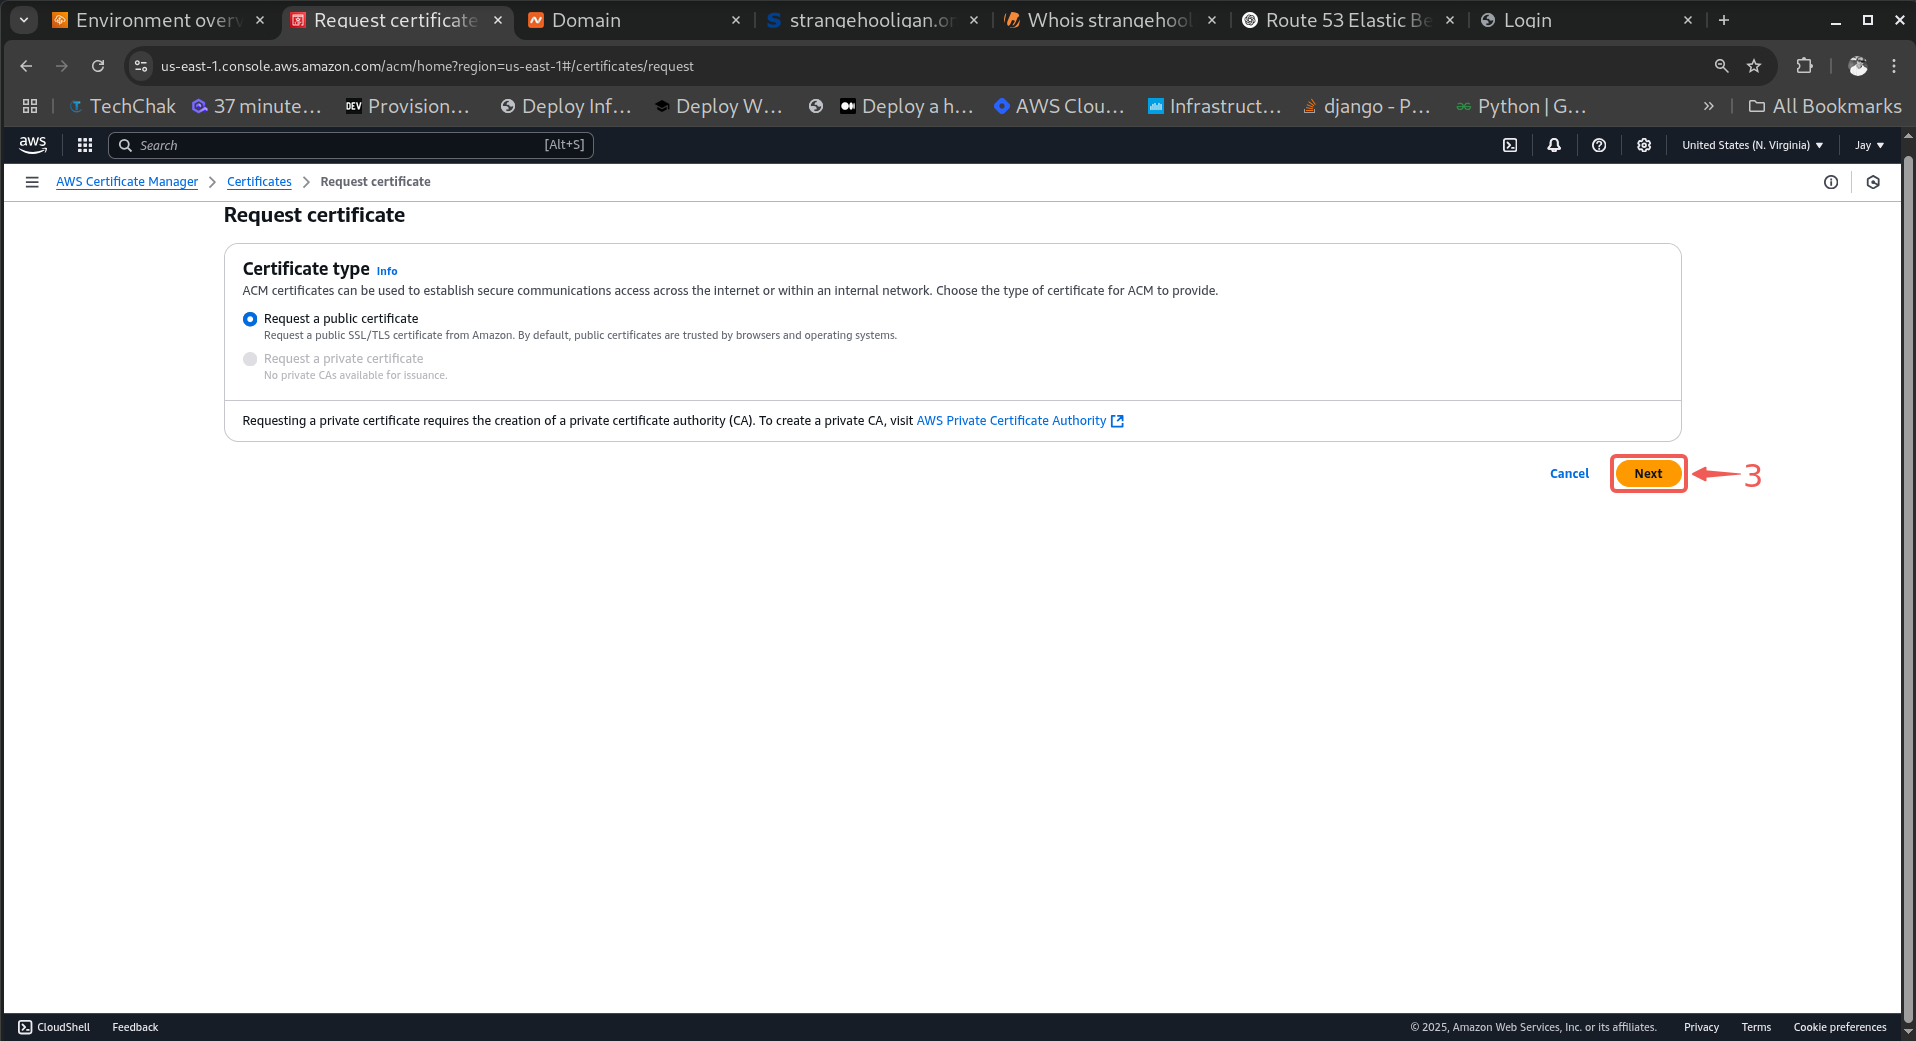 Environment over
Request certificate
Domain
strangehooligan.or
Whois strangehool
Route 53 Elastic Be
Login
us-east-1.console.aws.amazon.com/acm/home?region=us-east-1#/certificates/request
TechChak
37 minute...
DEV Provision...
Deploy Inf...
Deploy W...
Deploy a h...
AWS Clou...
Infrastruct...
django - P...
Python | G...
» All Bookmarks
aws
Search
[Alt+S]
United States (N. Virginia)
Jay
AWS Certificate Manager > Certificates > Request certificate
Request certificate
Certificate type Info
ACM certificates can be used to establish secure communications access across the internet or within an internal network. Choose the type of certificate for ACM to provide.
Request a public certificate
Request a public SSL/TLS certificate from Amazon. By default, public certificates are trusted by browsers and operating systems.
Request a private certificate
No private CAs available for issuance.
Requesting a private certificate requires the creation of a private certificate authority (CA). To create a private CA, visit AWS Private Certificate Authority
Cancel
Next
3
CloudShell
Feedback
© 2025, Amazon Web Services, Inc. or its affiliates.
Privacy
Terms
Cookie preferences